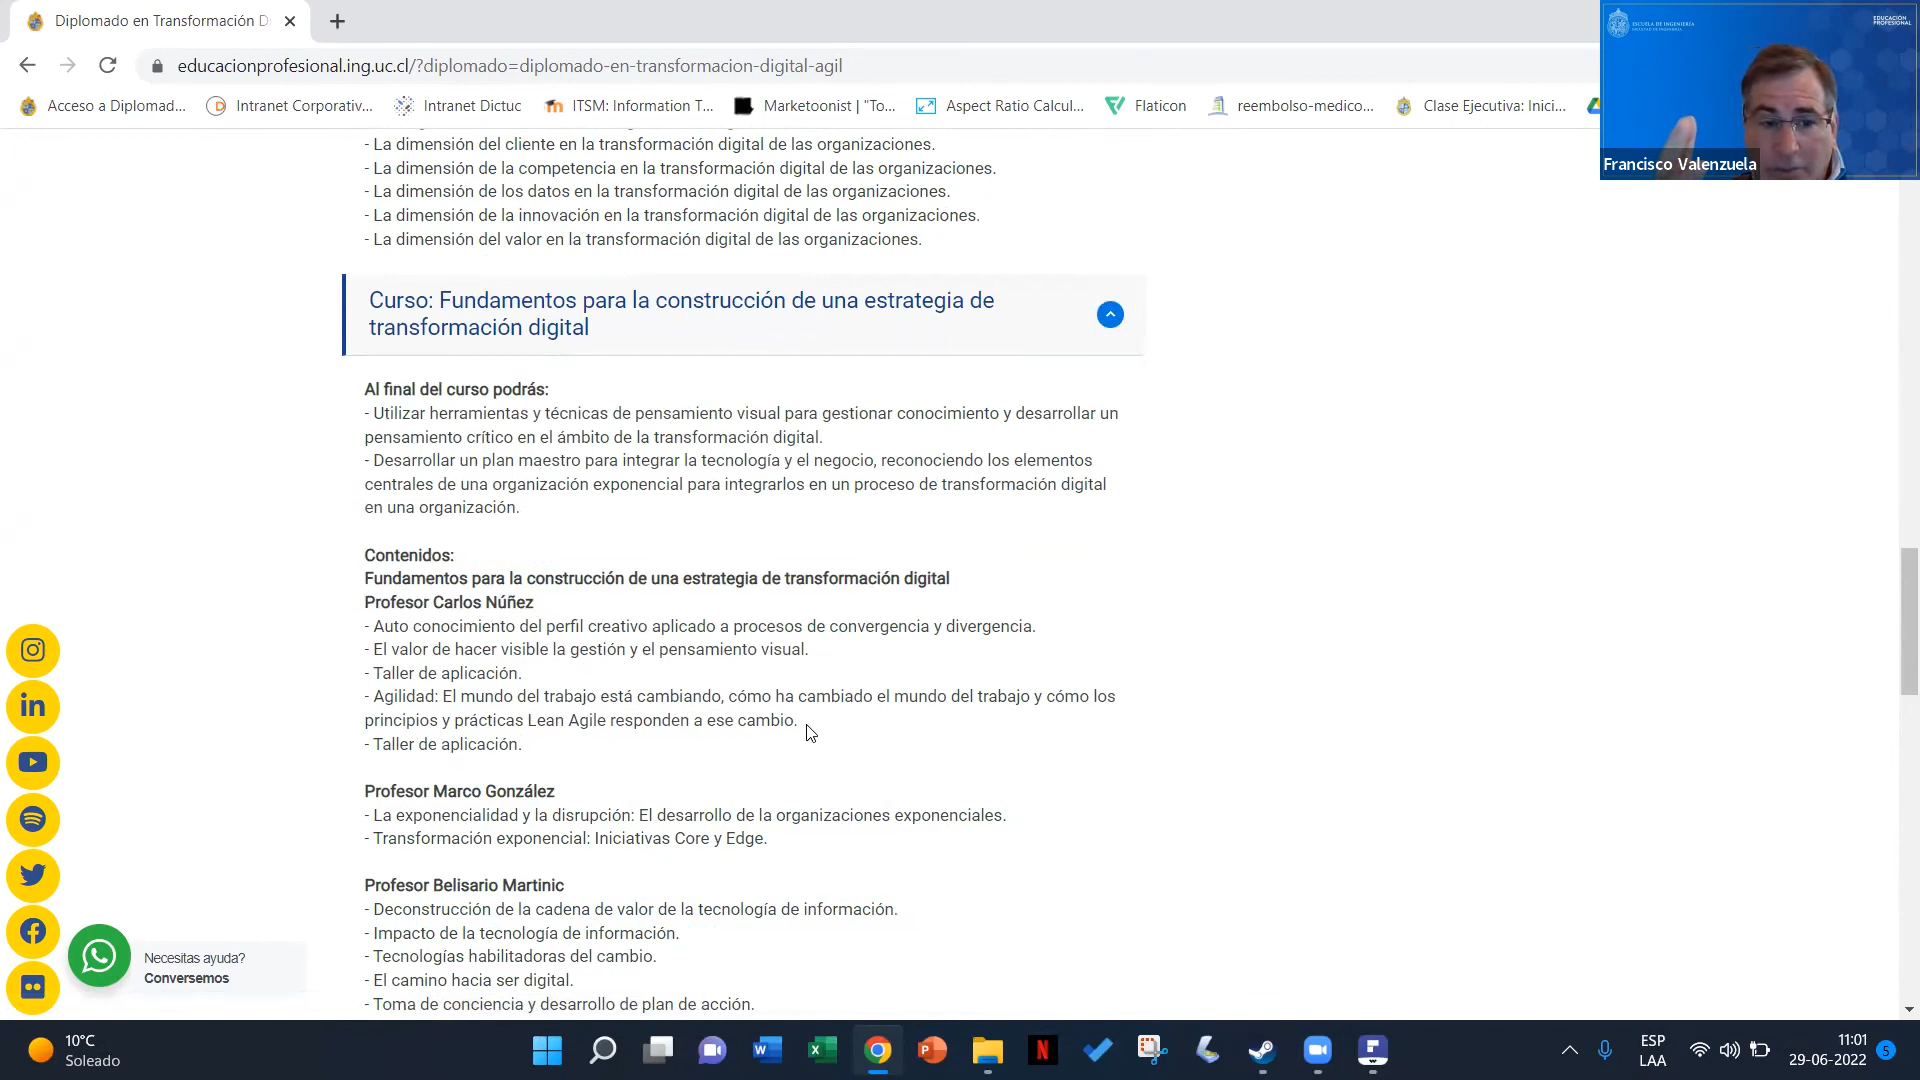 Diplomado en Transformación D
educacionprofesional.ing.uc.cl/?diplomado=diplomado-en-transformacion-digital-agil
Acceso a Diplomad...
Intranet Corporativ...
Intranet Dictuc
ITSM: Information T...
Marketoonist | "To...
Aspect Ratio Calcul...
Flaticon
reembolso-medico...
Clase Ejecutiva: Inici...
ESCUELA DE INGENIERÍA
FACULTAD DE INGENIERÍA
EDUCACIÓN
PROFESIONAL
Francisco Valenzuela
- La dimensión del cliente en la transformación digital de las organizaciones.
- La dimensión de la competencia en la transformación digital de las organizaciones.
- La dimensión de los datos en la transformación digital de las organizaciones.
- La dimensión de la innovación en la transformación digital de las organizaciones.
- La dimensión del valor en la transformación digital de las organizaciones.
Curso: Fundamentos para la construcción de una estrategia de
transformación digital
Al final del curso podrás:
- Utilizar herramientas y técnicas de pensamiento visual para gestionar conocimiento y desarrollar un
pensamiento crítico en el ámbito de la transformación digital.
- Desarrollar un plan maestro para integrar la tecnología y el negocio, reconociendo los elementos
centrales de una organización exponencial para integrarlos en un proceso de transformación digital
en una organización.
Contenidos:
Fundamentos para la construcción de una estrategia de transformación digital
Profesor Carlos Núñez
- Auto conocimiento del perfil creativo aplicado a procesos de convergencia y divergencia.
- El valor de hacer visible la gestión y el pensamiento visual.
- Taller de aplicación.
- Agilidad: El mundo del trabajo está cambiando, cómo ha cambiado el mundo del trabajo y cómo los
principios y prácticas Lean Agile responden a ese cambio.
- Taller de aplicación.
Profesor Marco González
- La exponencialidad y la disrupción: El desarrollo de la organizaciones exponenciales.
- Transformación exponencial: Iniciativas Core y Edge.
Profesor Belisario Martinic
- Deconstrucción de la cadena de valor de la tecnología de información.
- Impacto de la tecnología de información.
- Tecnologías habilitadoras del cambio.
- El camino hacia ser digital.
- Toma de conciencia y desarrollo de plan de acción.
Necesitas ayuda?
Conversemos
10°C
Soleado
ESP
LAA
11:01
29-06-2022
5